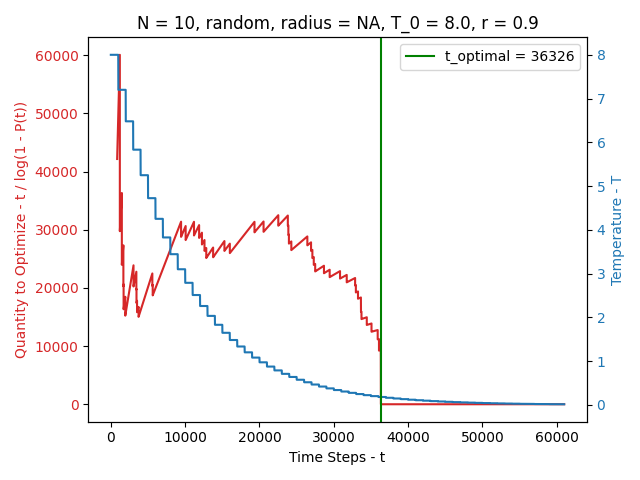 N = 10, random, radius = NA, T_0 = 8.0, r = 0.9
t_optimal = 36326
Quantity to Optimize - t / log(1 - P(t))
60000
50000
40000
30000
20000
10000
0
8
7
6
5
4
3
2
1
0
Temperature - T
0 10000 20000 30000 40000 50000 60000
Time Steps - t